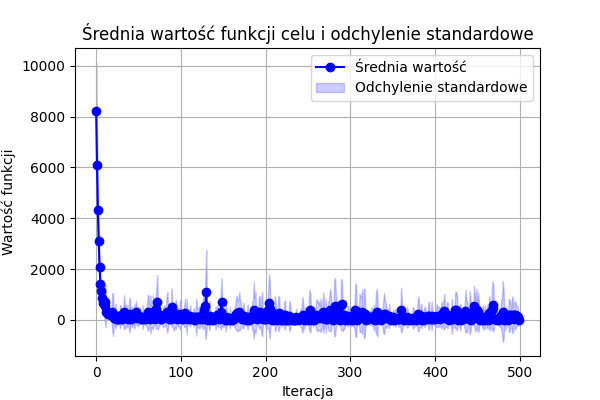 Średnia wartość funkcji celu i odchylenie standardowe
Średnia wartość
Odchylenie standardowe
Wartość funkcji
10000
8000
6000
4000
2000
0
0 100 200 300 400 500
Iteracja